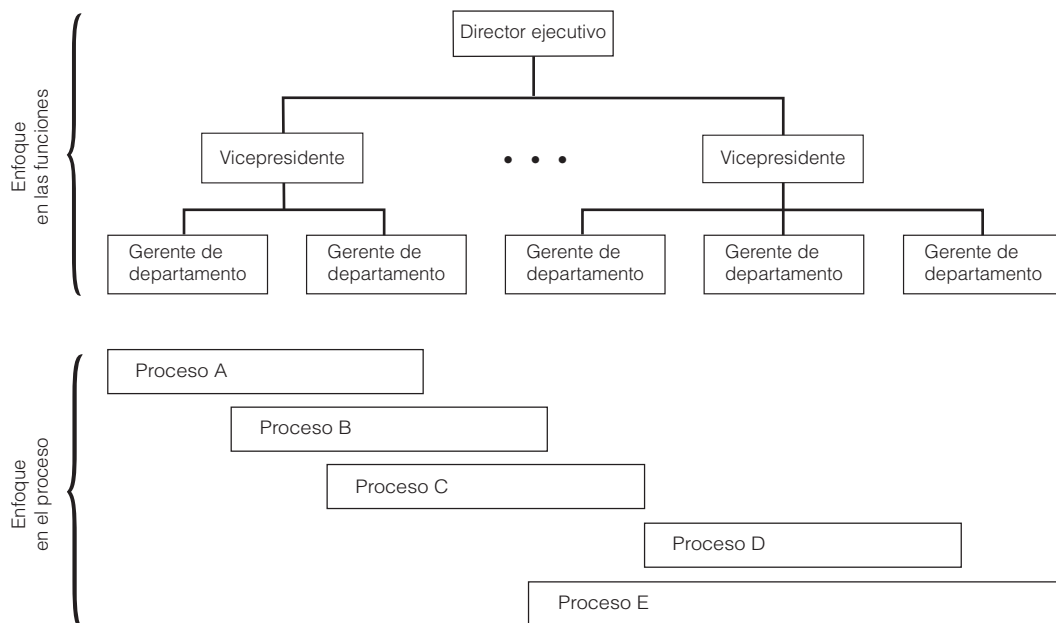 Director ejecutivo
Enfoque
en las funciones
Vicepresidente
Vicepresidente
Gerente de
departamento
Gerente de
departamento
Gerente de
departamento
Gerente de
departamento
Gerente de
departamento
Enfoque
en el proceso
Proceso A
Proceso B
Proceso C
Proceso D
Proceso E